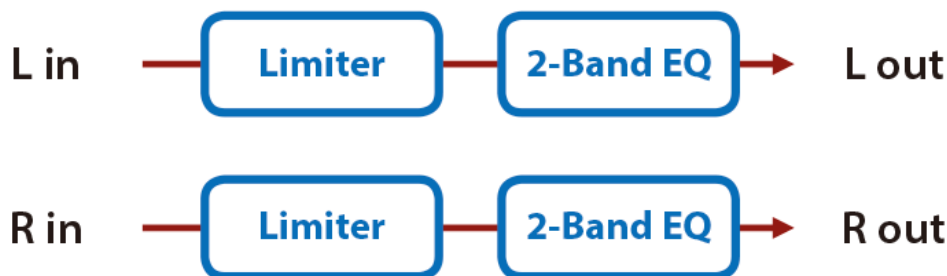 L in Limiter 2-Band EQ L out
R in Limiter 2-Band EQ R out